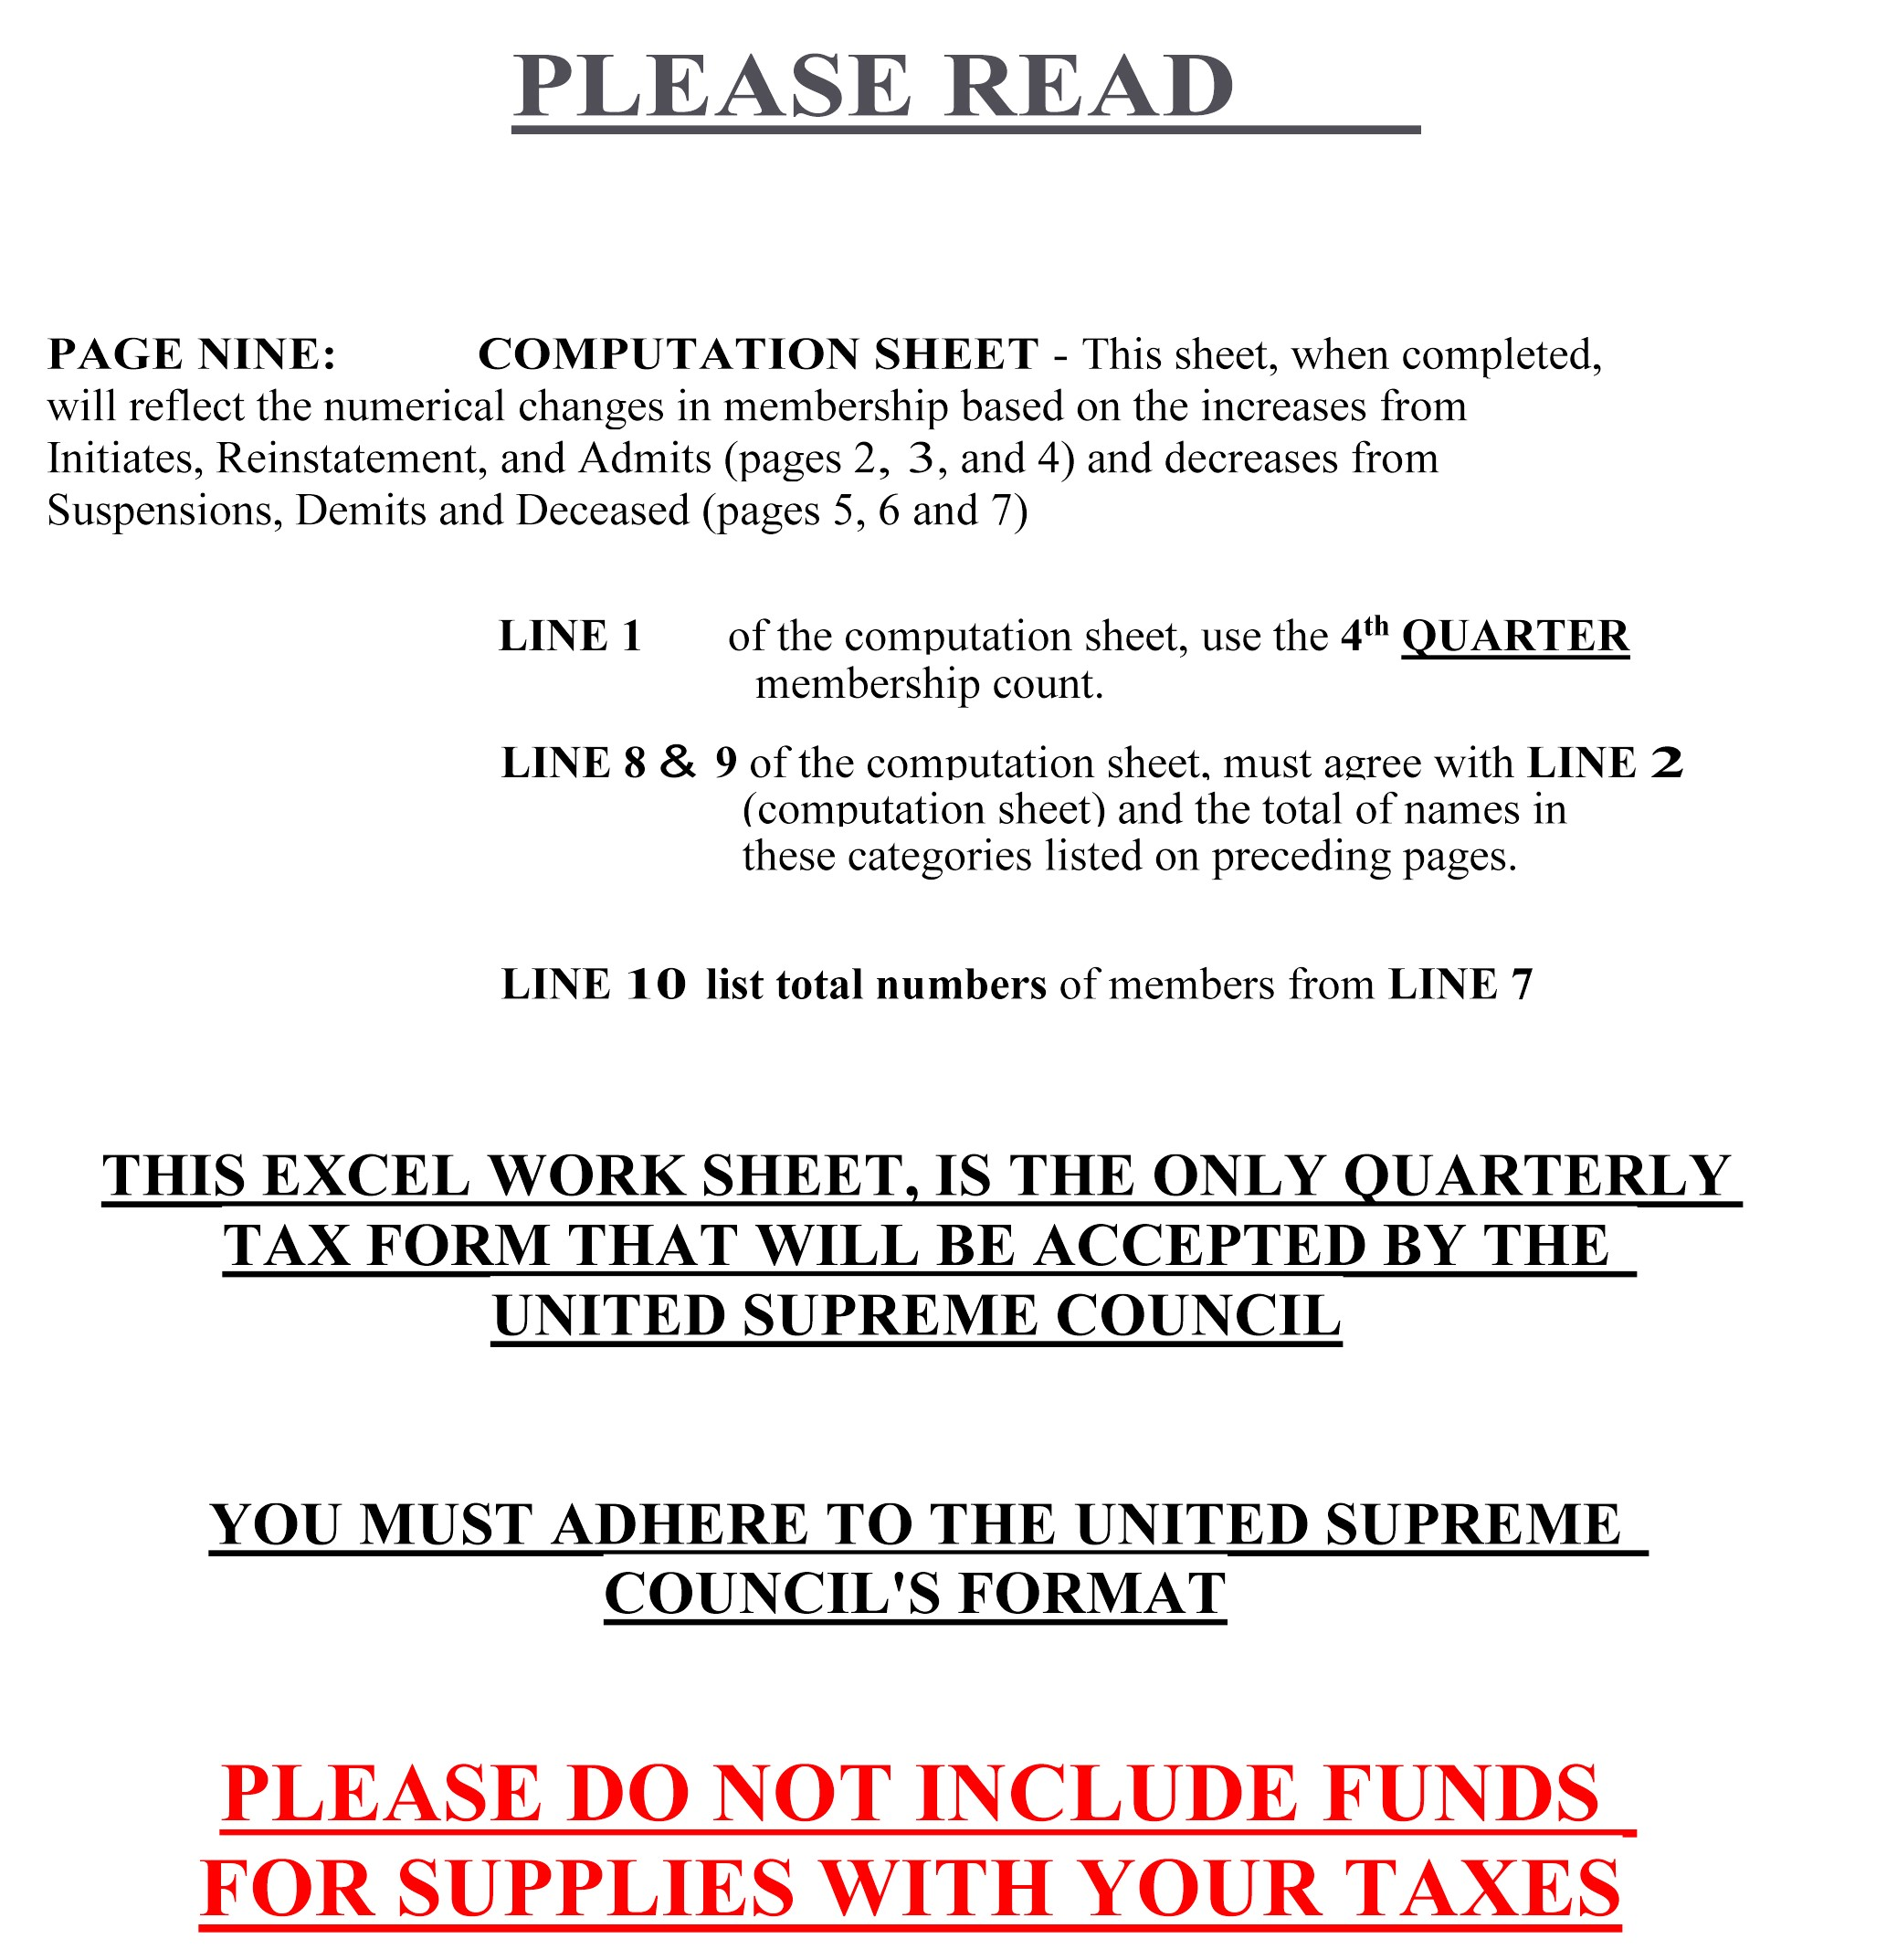 PLEASE READ
PAGE NINE: COMPUTATION SHEET - This sheet, when completed,
will reflect the numerical changes in membership based on the increases from
Initiates, Reinstatement, and Admits (pages 2, 3, and 4) and decreases from
Suspensions, Demits and Deceased (pages 5, 6 and 7)
LINE 1 of the computation sheet, use the 4th QUARTER
membership count.
LINE 8 & 9 of the computation sheet, must agree with LINE 2
(computation sheet) and the total of names in
these categories listed on preceding pages.
LINE 10 list total numbers of members from LINE 7
THIS EXCEL WORK SHEET, IS THE ONLY QUARTERLY
TAX FORM THAT WILL BE ACCEPTED BY THE
UNITED SUPREME COUNCIL
YOU MUST ADHERE TO THE UNITED SUPREME
COUNCIL'S FORMAT
PLEASE DO NOT INCLUDE FUNDS
FOR SUPPLIES WITH YOUR TAXES